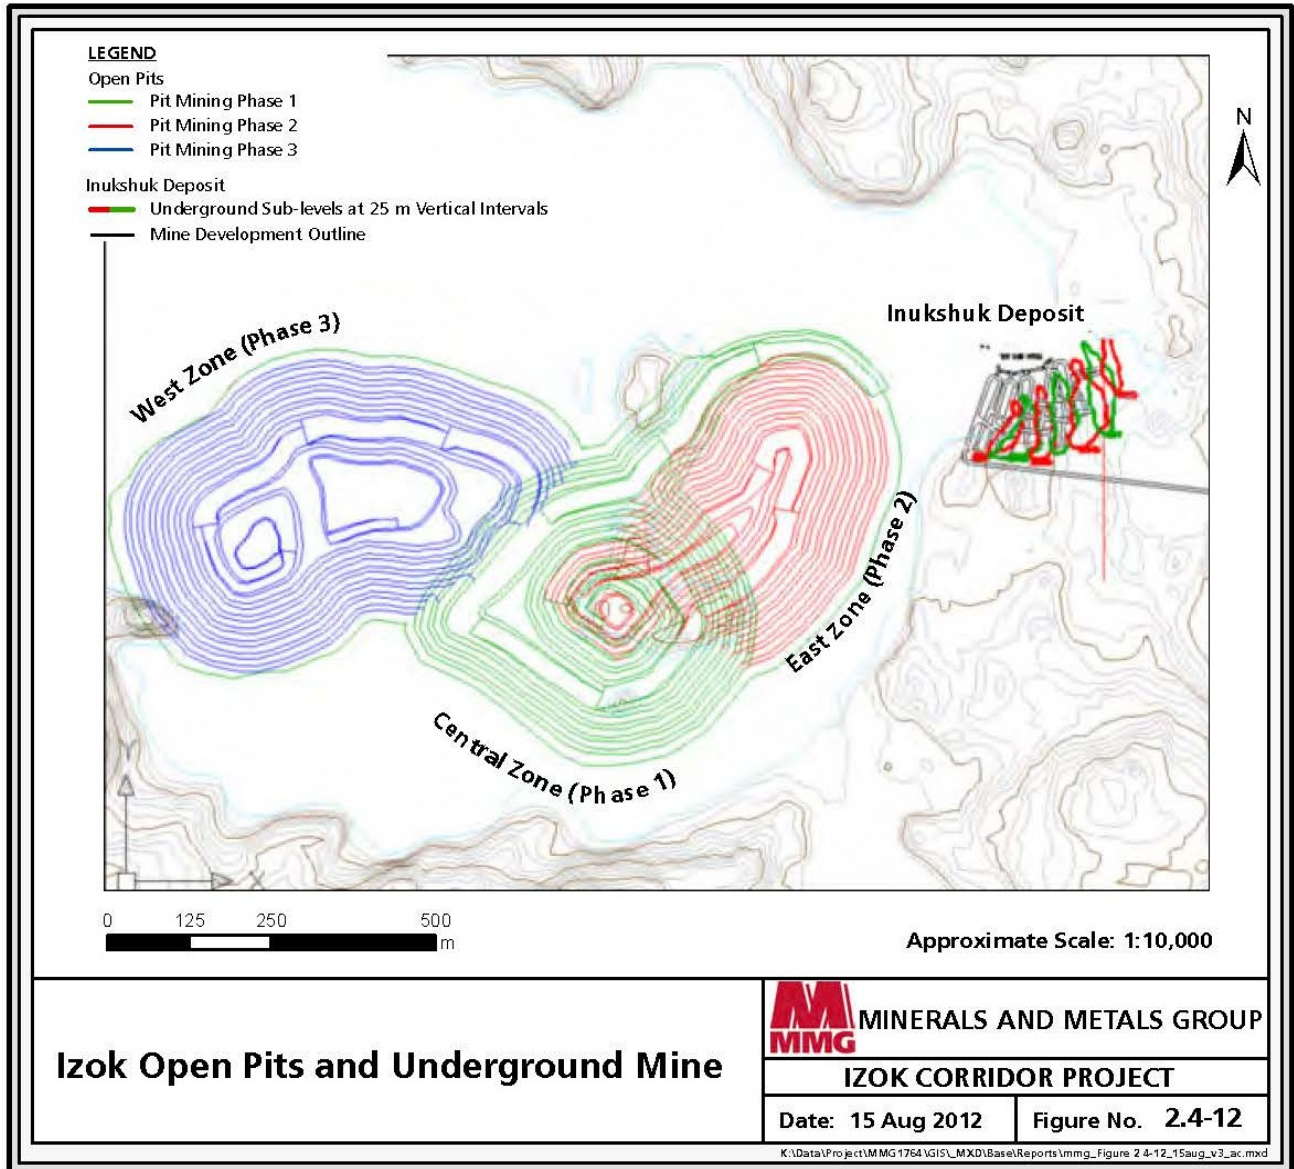 LEGEND
Open Pits
Pit Mining Phase 1
Pit Mining Phase 2
Pit Mining Phase 3
Inukshuk Deposit
Underground Sub-levels at 25 m Vertical Intervals
Mine Development Outline
N
West Zone (Phase 3)
Inukshuk Deposit
East Zone (Phase 2)
Central Zone (Phase 1)
Y
X
0 125 250 500
m
Approximate Scale: 1:10,000
Izok Open Pits and Underground Mine
MMG
MINERALS AND METALS GROUP
IZOK CORRIDOR PROJECT
Date: 15 Aug 2012
Figure No. 2.4-12
K:\Data\Project\MMG1764\GIS\_MXD\Base\Reports\mmg_Figure 2.4-12_15aug_v3_ac.mxd